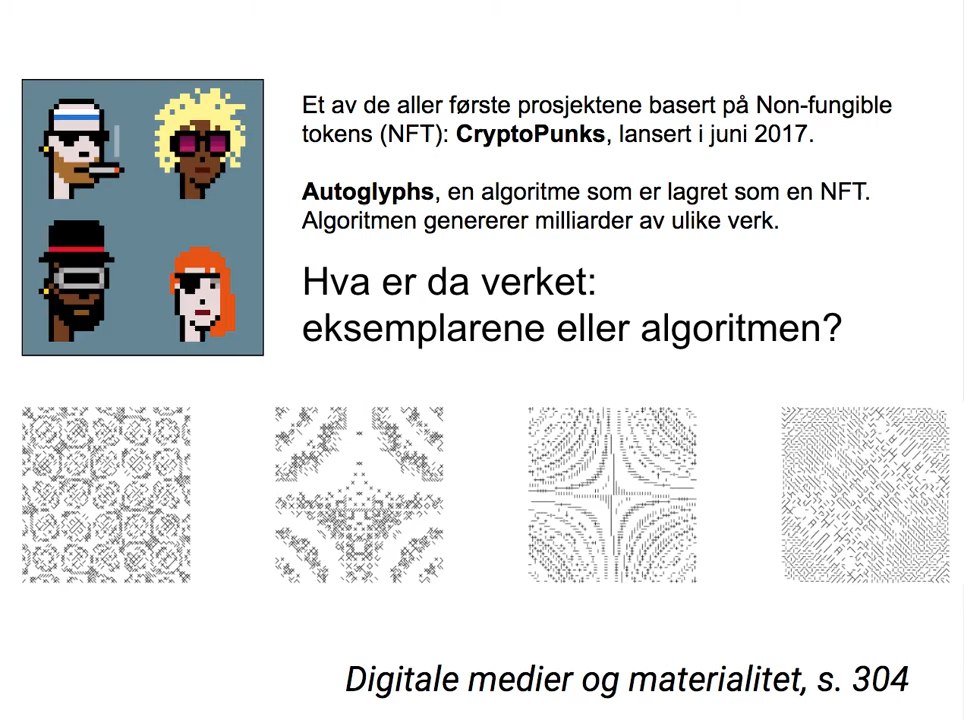 Et av de aller første prosjektene basert på Non-fungible
tokens (NFT): CryptoPunks, lansert i juni 2017.
Autoglyphs, en algoritme som er lagret som en NFT.
Algoritmen genererer milliarder av ulike verk.
Hva er da verket:
eksemplarene eller algoritmen?
Digitale medier og materialitet, s. 304